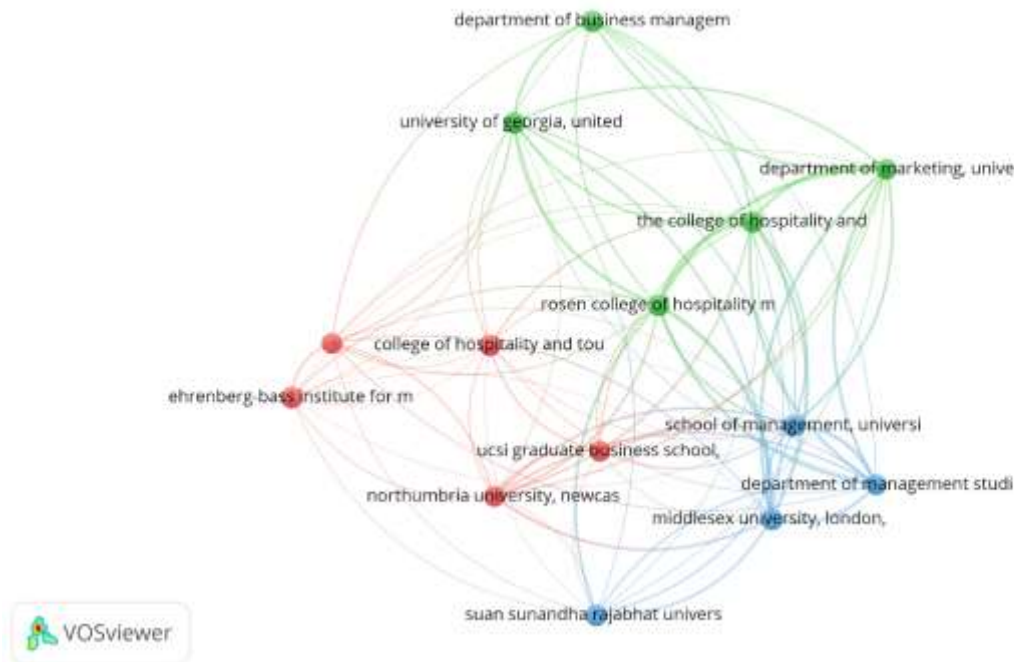 department of business managem
university of georgia, united
department of marketing, unive
the college of hospitality and
rosen college of hospitality m
college of hospitality and tou
ehrenberg-bass institute for m
school of management, universi
ucsi graduate business school,
department of management studi
northumbria university, newcas
middlesex university, london,
suan sunandha rajabhat univers
VOSviewer